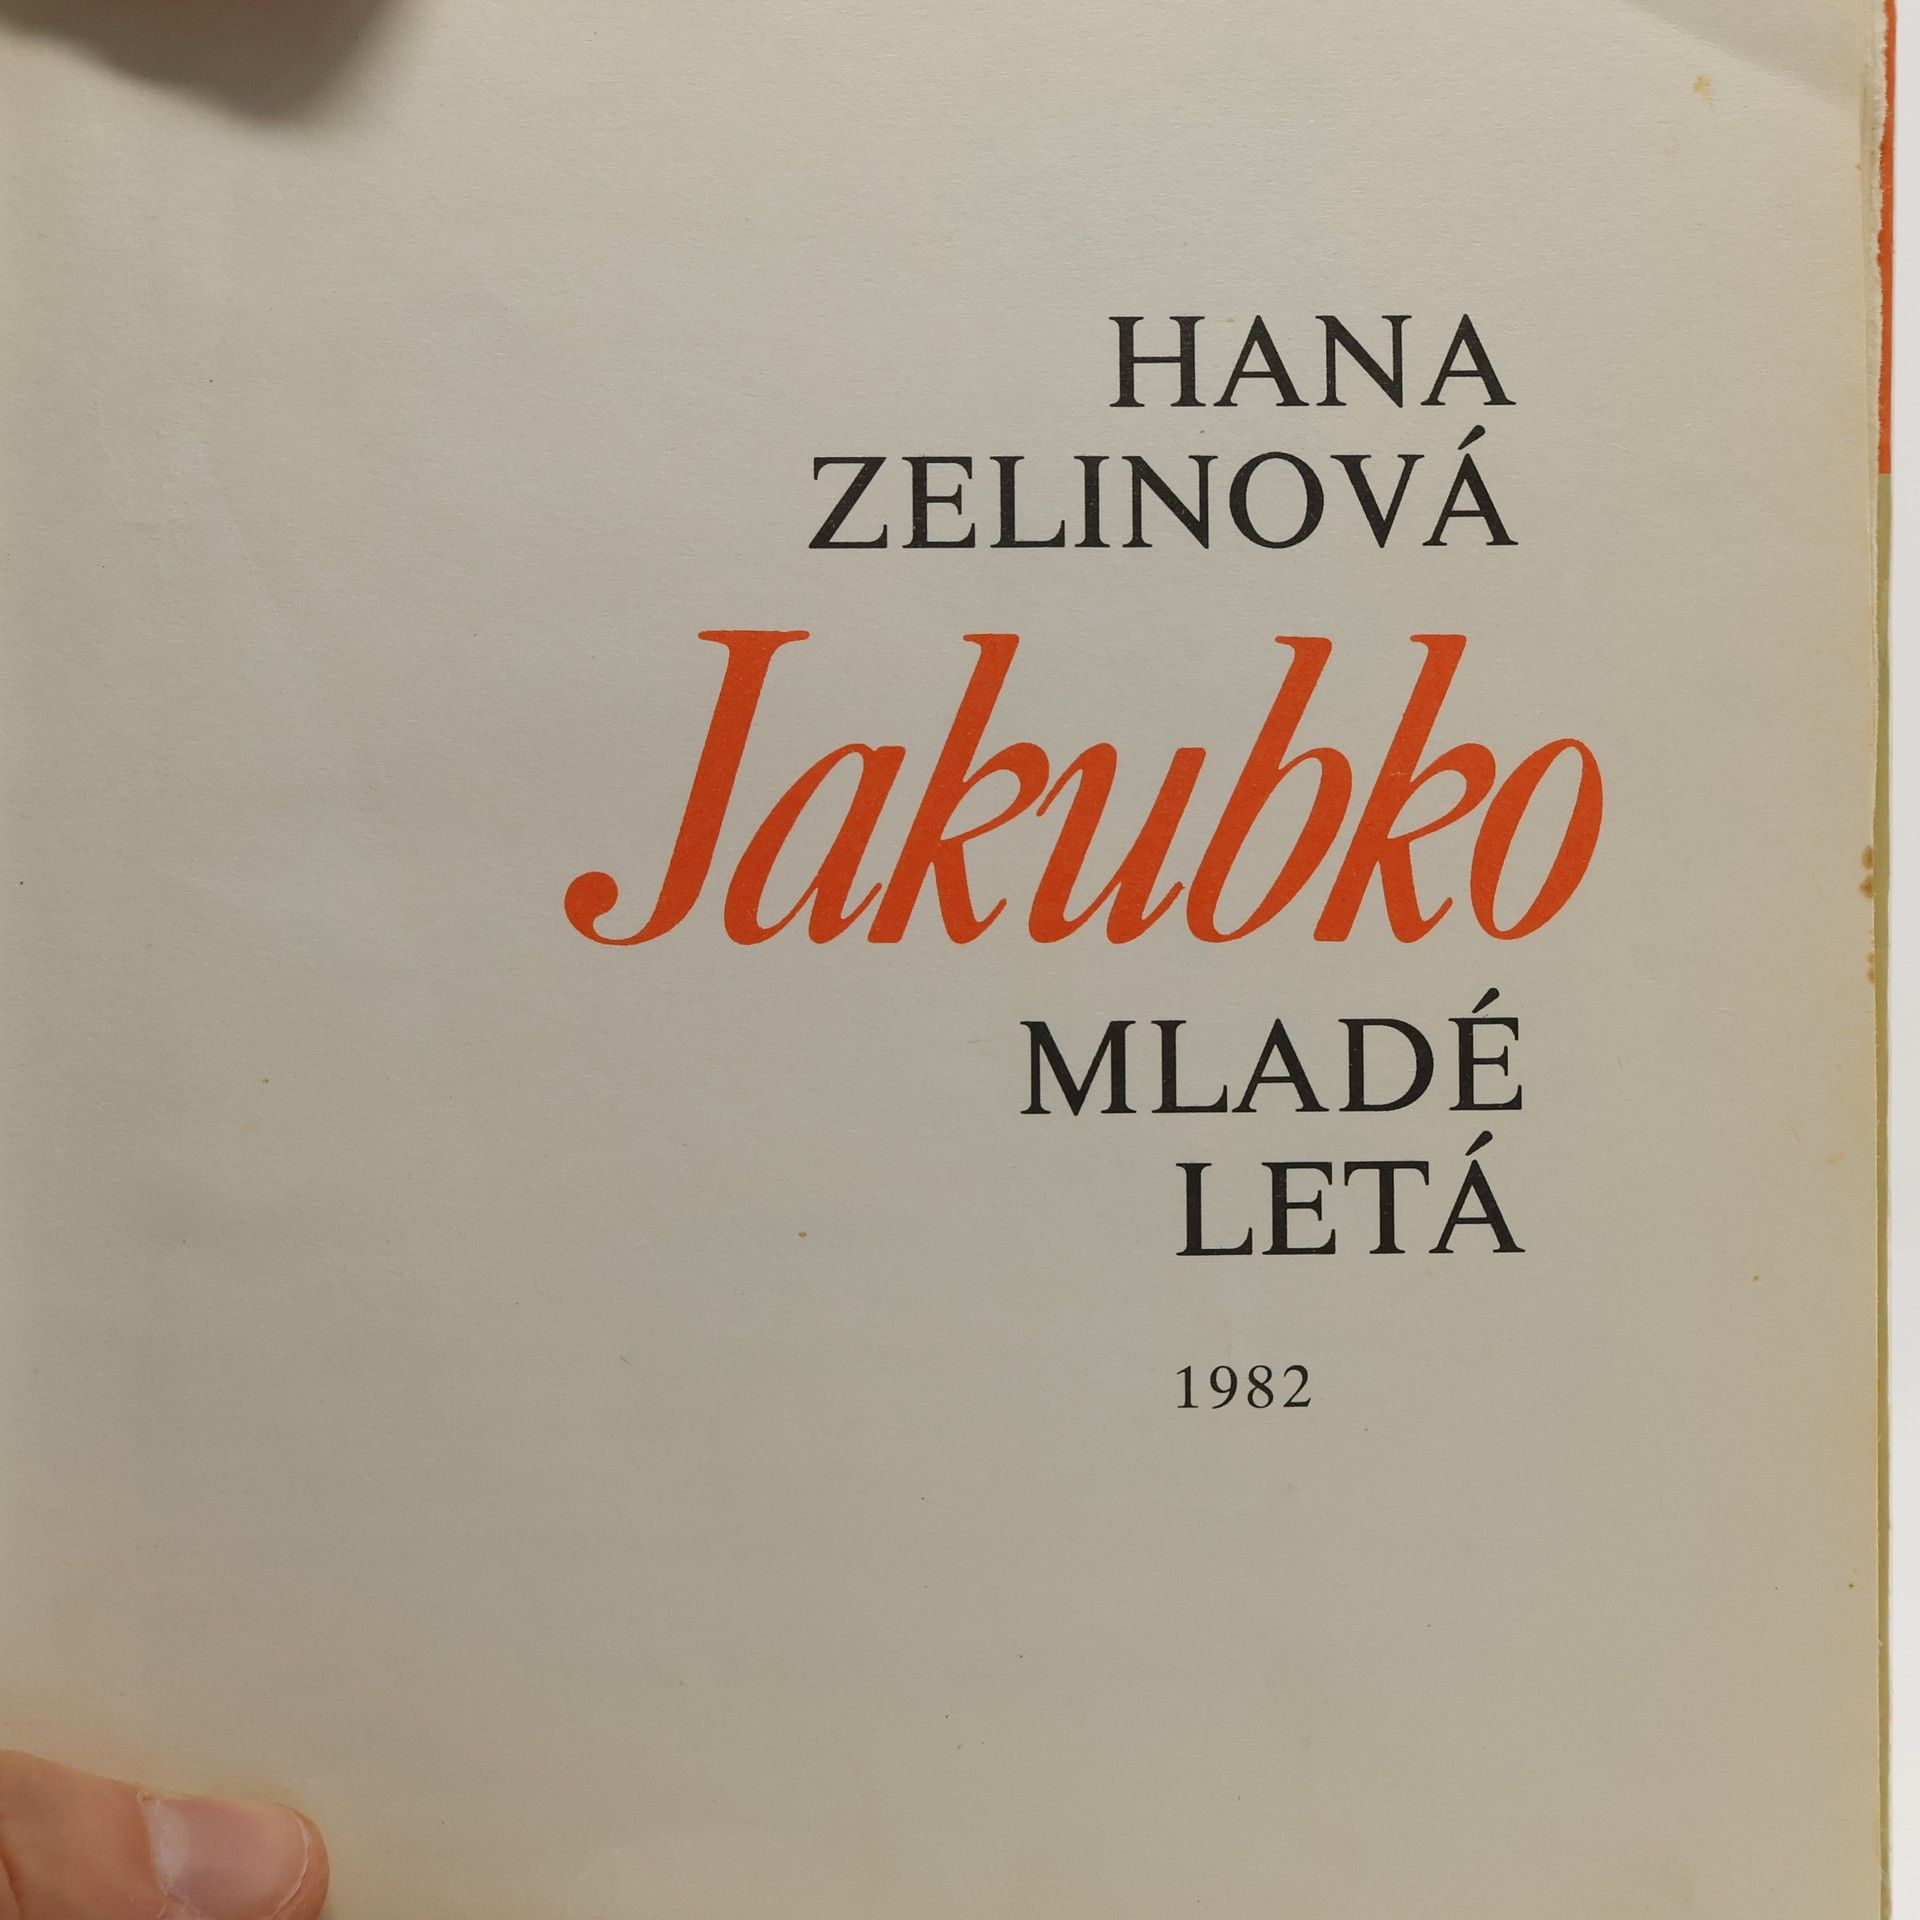 HANA
ZELINOVÁ
Jakubko
MLADÉ
LETÁ
1982